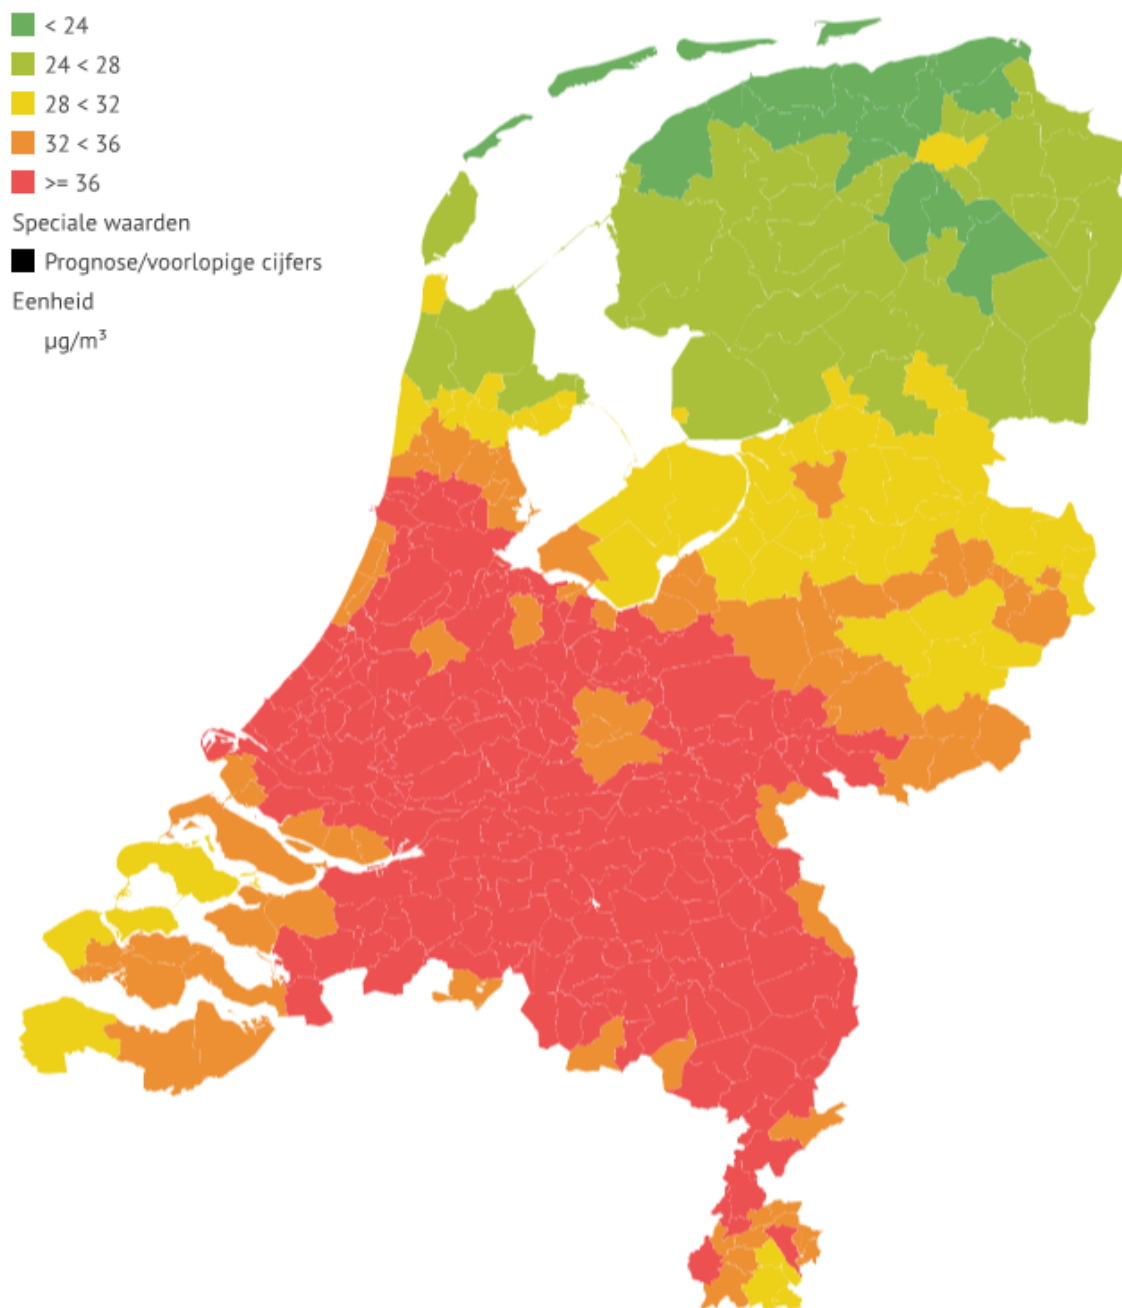 < 24
24 < 28
28 < 32
32 < 36
>= 36
Speciale waarden
Prognose/voorlopige cijfers
Eenheid
µg/m³